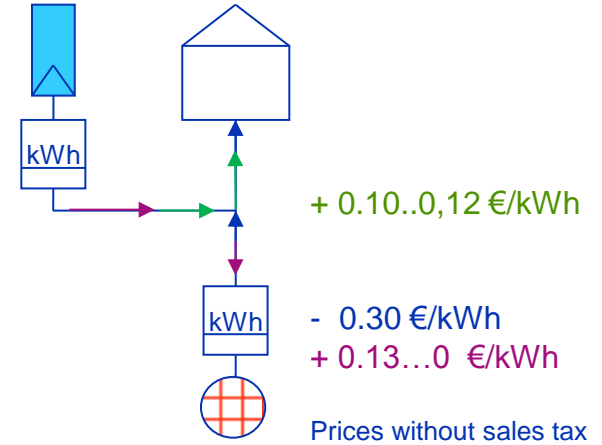 kWh
+ 0.10..0,12 €/kWh
kWh
- 0.30 €/kWh
+ 0.13…0 €/kWh
Prices without sales tax